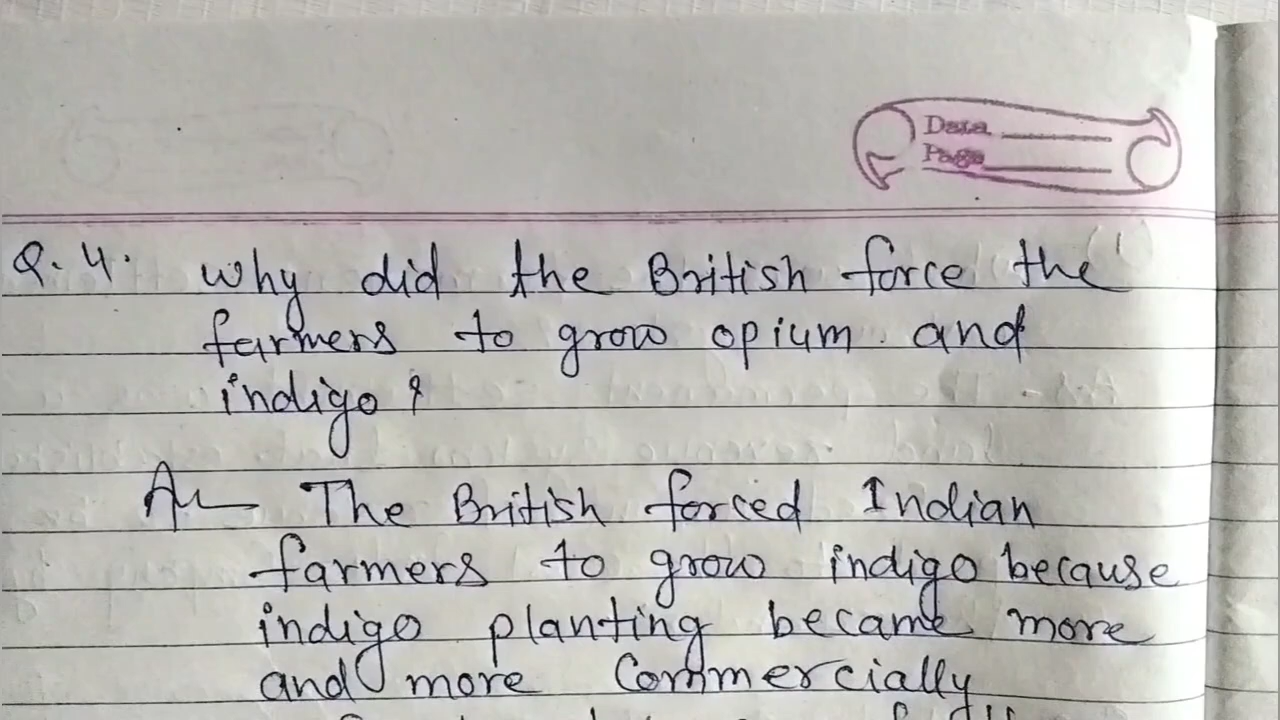 Date
Page
Q.4. Why did the British force the
farmers to grow opium and
indigo?
Ans The British forced Indian
farmers to grow indigo because
indigo planting became more
and more Commercially